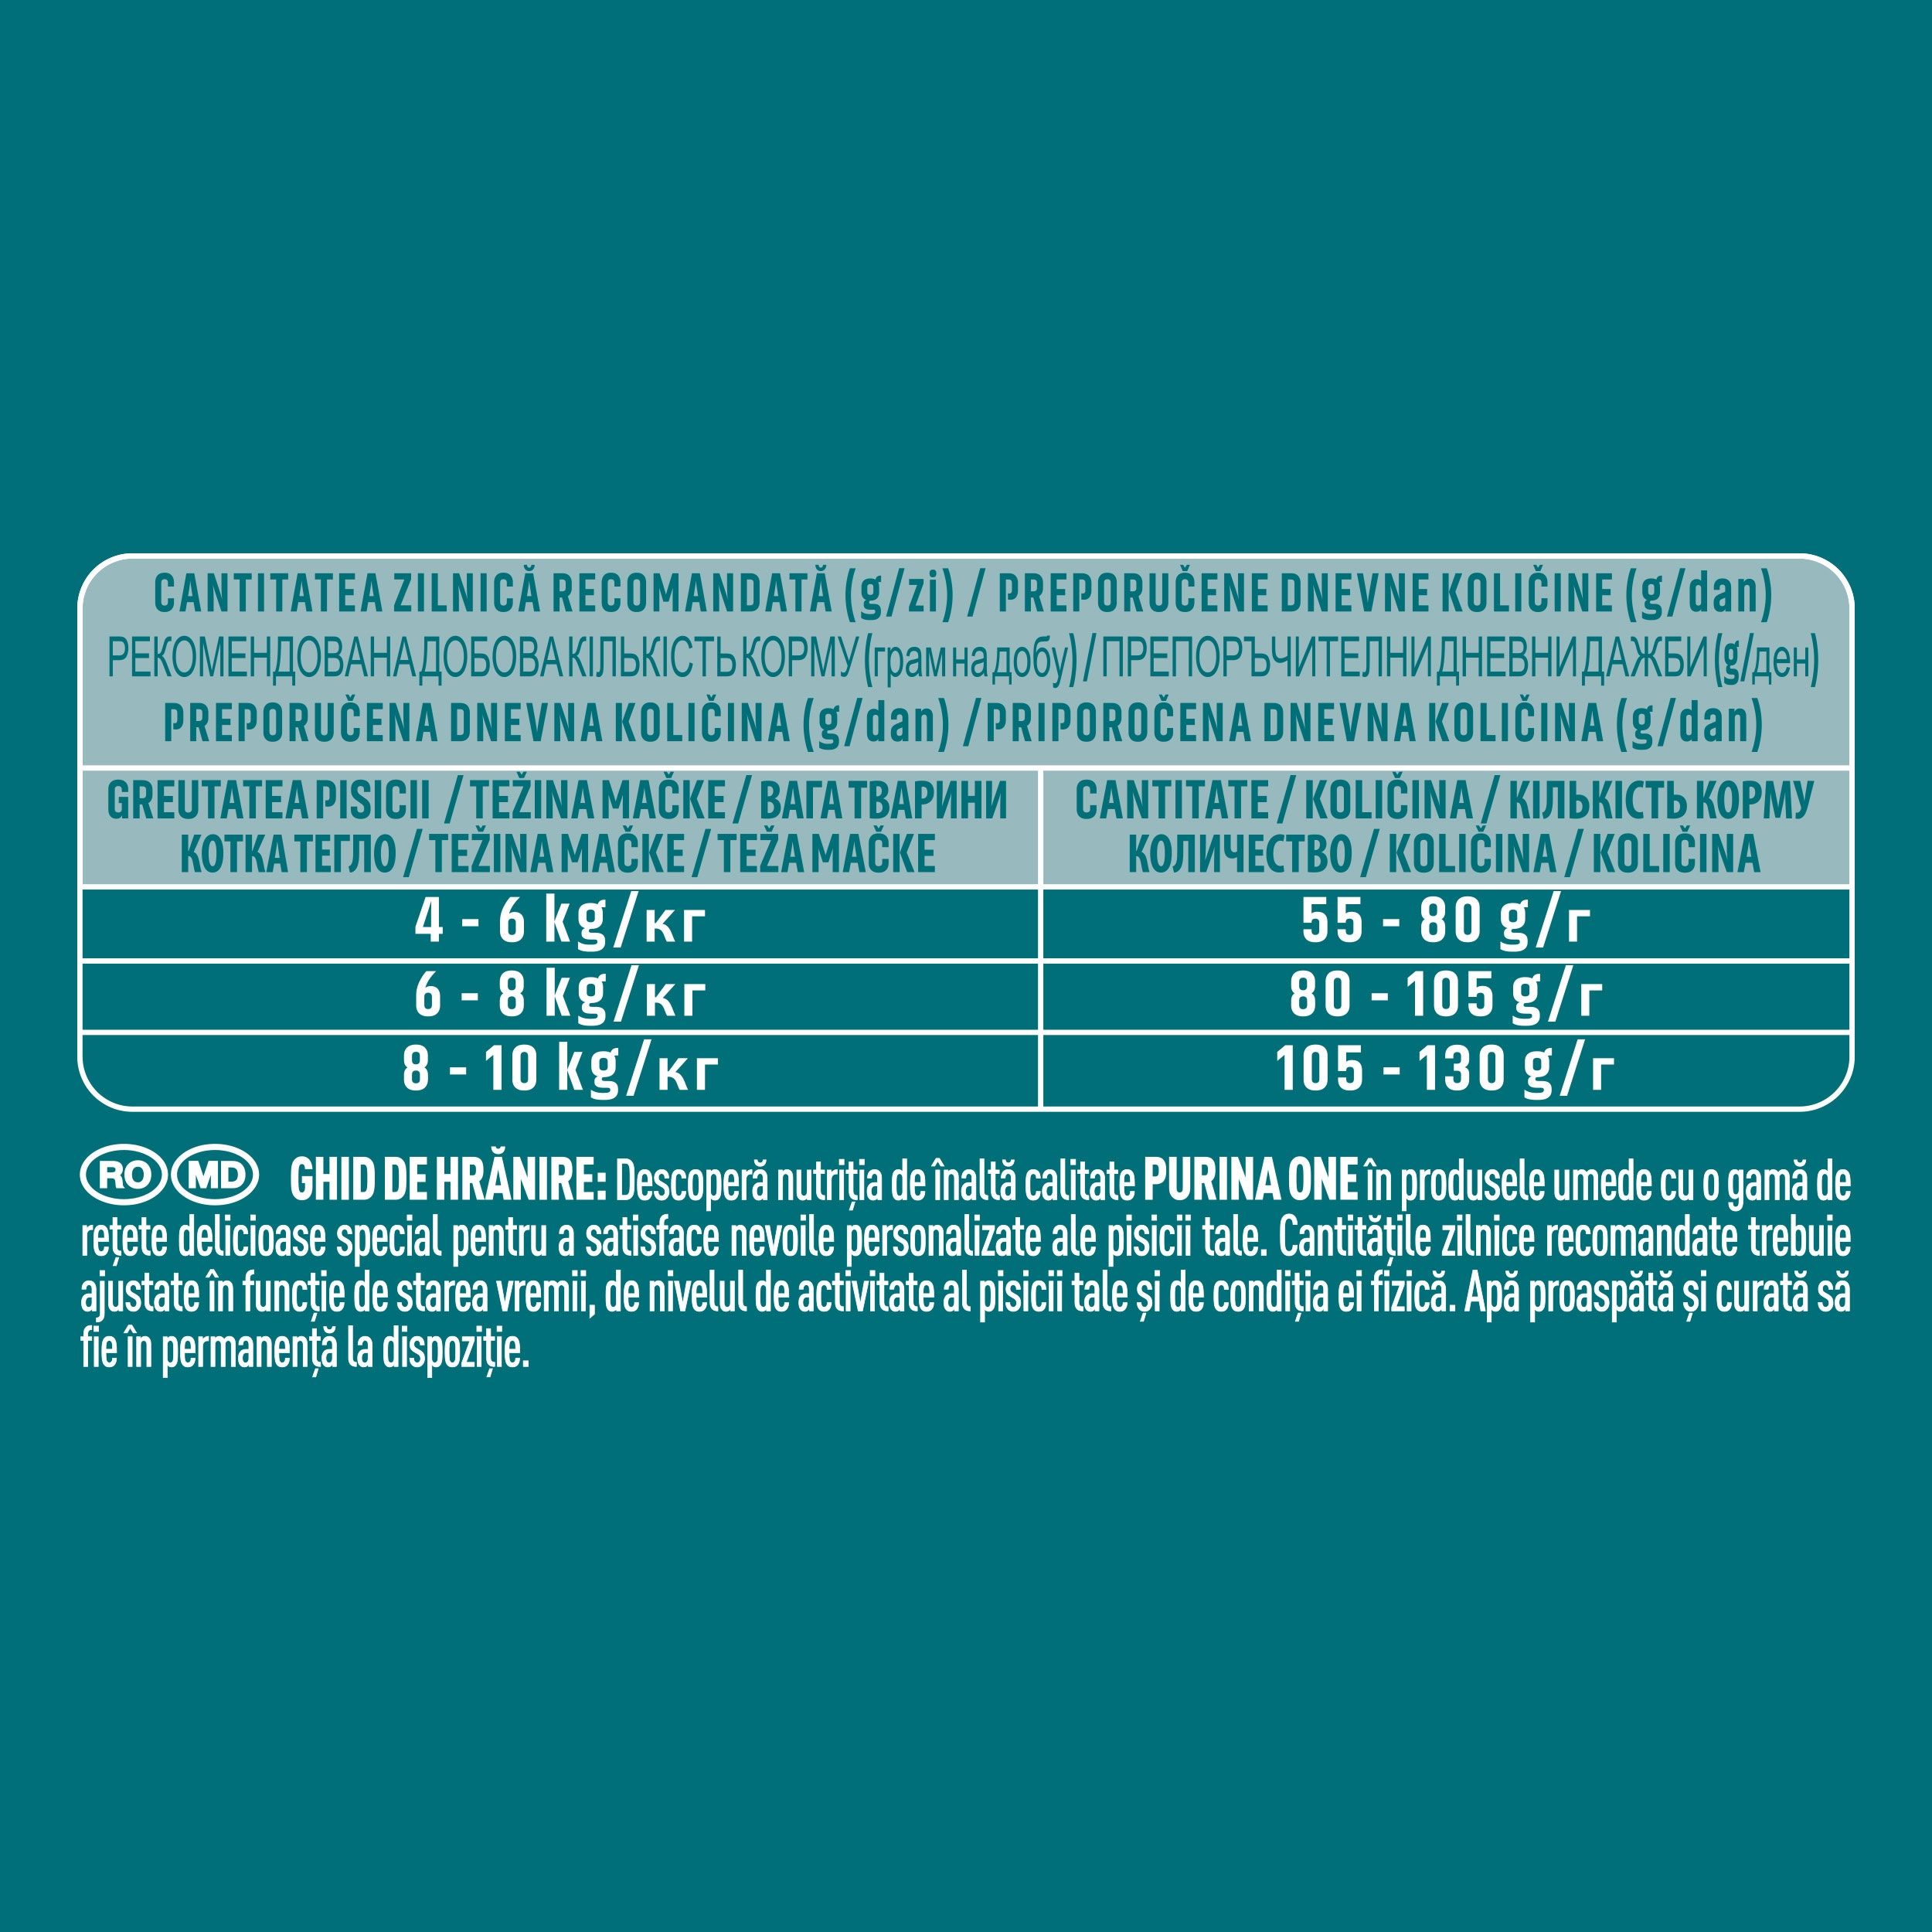 CANTITATEA ZILNICĂ RECOMANDATĂ (g/zi) / PREPORUČENE DNEVNE KOLIČINE (g/dan)
РЕКОМЕНДОВАНА ДОБОВА КІЛЬКІСТЬ КОРМУ (грам на добу) / ПРЕПОРЪЧИТЕЛНИ ДНЕВНИ ДАЖБИ (g/ден)
PREPORUČENA DNEVNA KOLIČINA (g/dan) / PRIPOROČENA DNEVNA KOLIČINA (g/dan)
GREUTATEA PISICII / TEŽINA MAČKE / ВАГА ТВАРИНИ
КОТКА ТЕГЛО / TEŽINA MAČKE / TEŽA MAČKE
CANTITATE / KOLIČINA / КІЛЬКІСТЬ КОРМУ
КОЛИЧЕСТВО / KOLIČINA / KOLIČINA
4 - 6 kg/кг 55 - 80 g/г
6 - 8 kg/кг 80 - 105 g/г
8 - 10 kg/кг 105 - 130 g/г
RO MD GHID DE HRĂNIRE: Descoperă nutriția de înaltă calitate PURINA ONE în produsele umede cu o gamă de
rețete delicioase special pentru a satisface nevoile personalizate ale pisicii tale. Cantitățile zilnice recomandate trebuie
ajustate în funcție de starea vremii, de nivelul de activitate al pisicii tale și de condiția ei fizică. Apă proaspătă și curată să
fie în permanență la dispoziție.